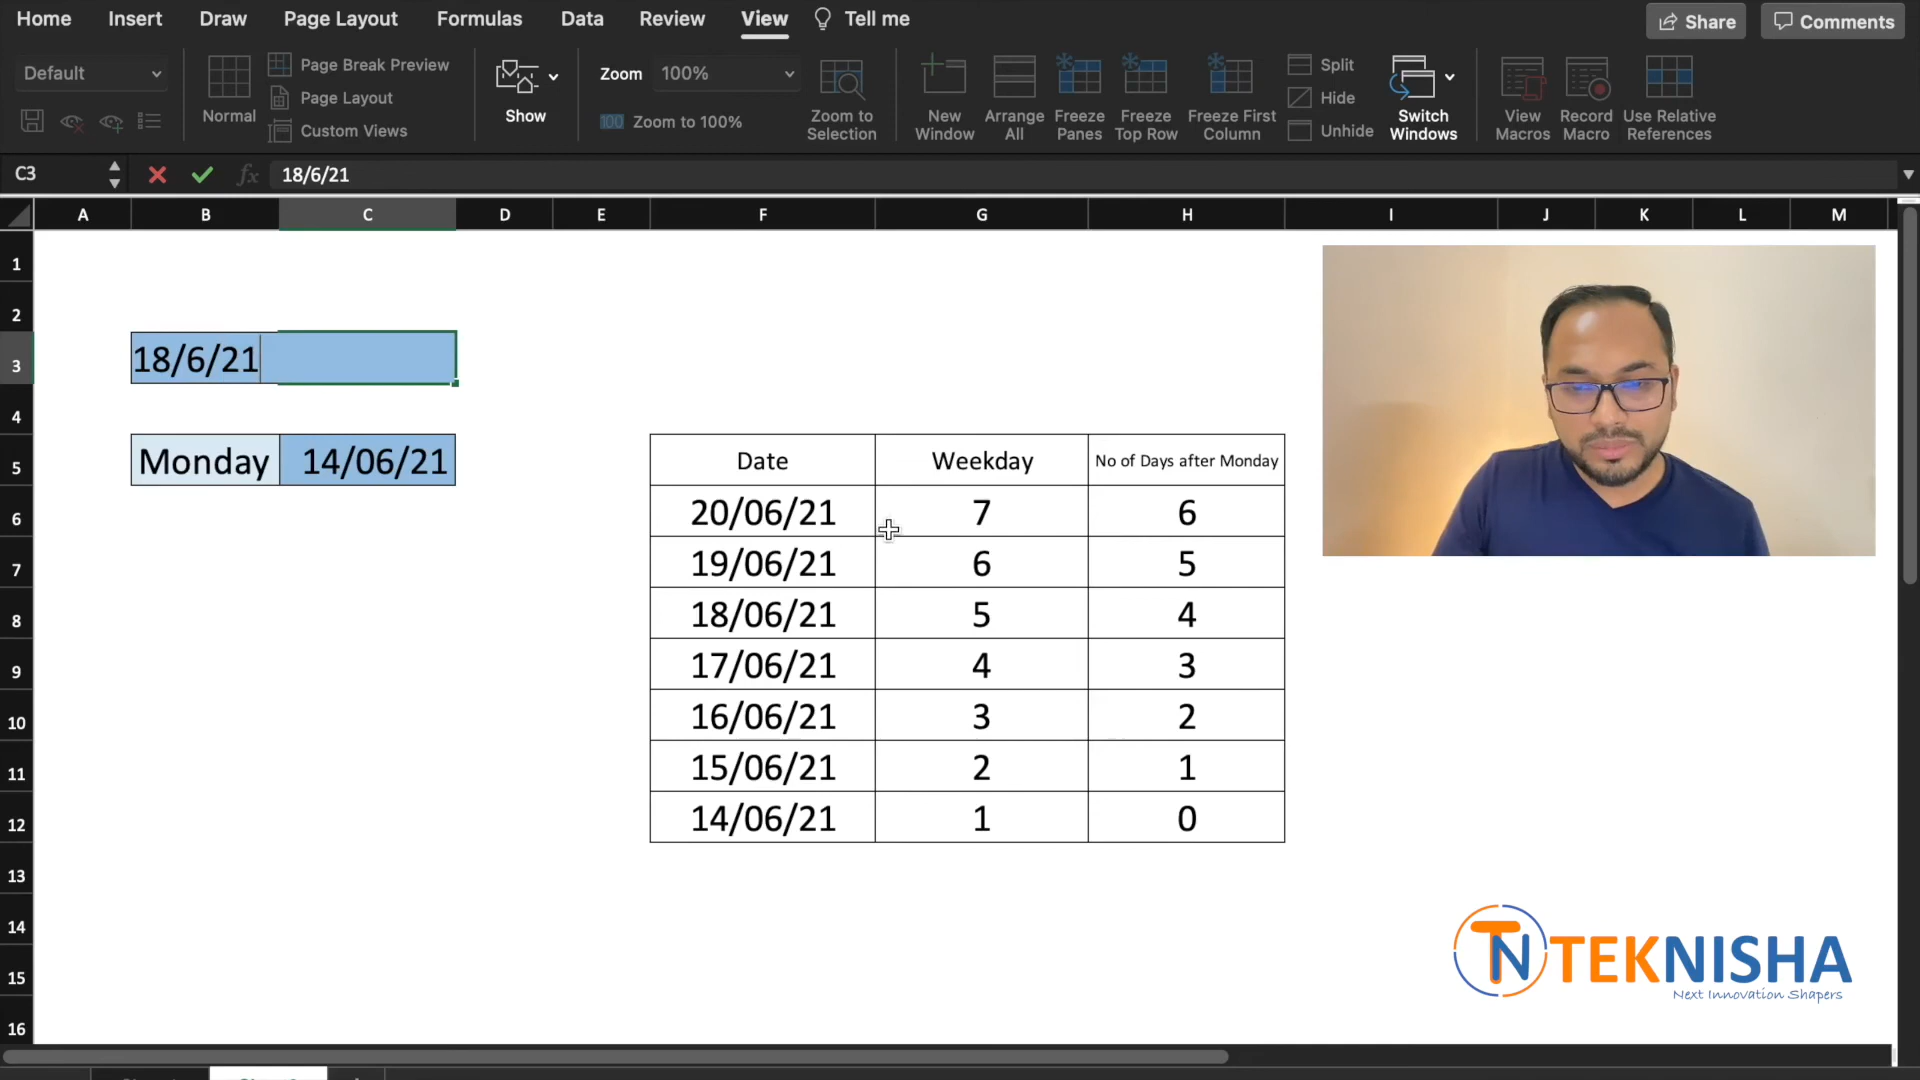 Home Insert Draw Page Layout Formulas Data Review View Tell me Share Comments
Default Normal Page Break Preview Page Layout Custom Views Show Zoom 100% 100 Zoom to 100% Zoom to Selection New Window Arrange All Freeze Panes Freeze Top Row Freeze First Column Split Hide Unhide Switch Windows View Macros Record Macro Use Relative References
C3 fx 18/6/21
A B C D E F G H I J K L M
1
2
3 18/6/21
4
5 Monday 14/06/21 Date Weekday No of Days after Monday
6 20/06/21 7 6
7 19/06/21 6 5
8 18/06/21 5 4
9 17/06/21 4 3
10 16/06/21 3 2
11 15/06/21 2 1
12 14/06/21 1 0
13
14
15
16
TN TEKNISHA
Next Innovation Shapers